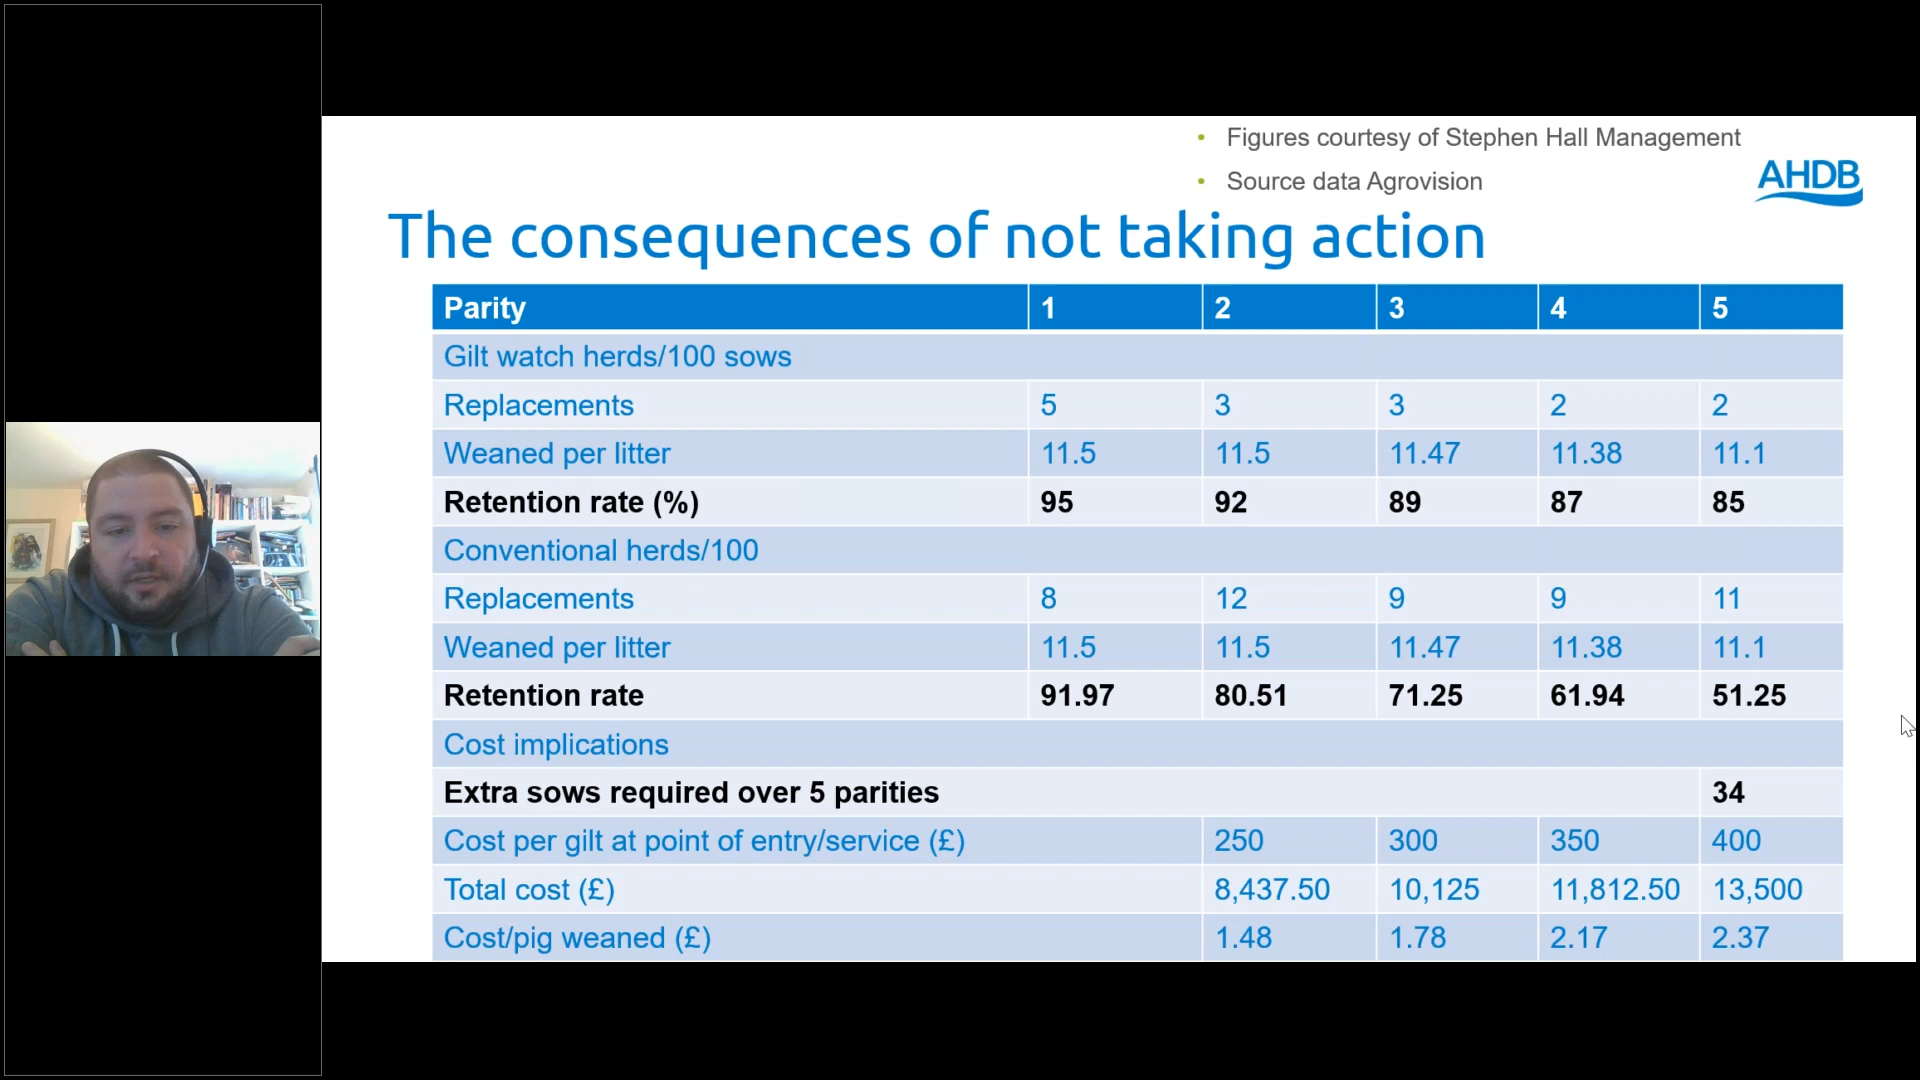 • Figures courtesy of Stephen Hall Management
• Source data Agrovision
AHDB
The consequences of not taking action
Parity 1 2 3 4 5
Gilt watch herds/100 sows
Replacements 5 3 3 2 2
Weaned per litter 11.5 11.5 11.47 11.38 11.1
Retention rate (%) 95 92 89 87 85
Conventional herds/100
Replacements 8 12 9 9 11
Weaned per litter 11.5 11.5 11.47 11.38 11.1
Retention rate 91.97 80.51 71.25 61.94 51.25
Cost implications
Extra sows required over 5 parities 34
Cost per gilt at point of entry/service (£) 250 300 350 400
Total cost (£) 8,437.50 10,125 11,812.50 13,500
Cost/pig weaned (£) 1.48 1.78 2.17 2.37